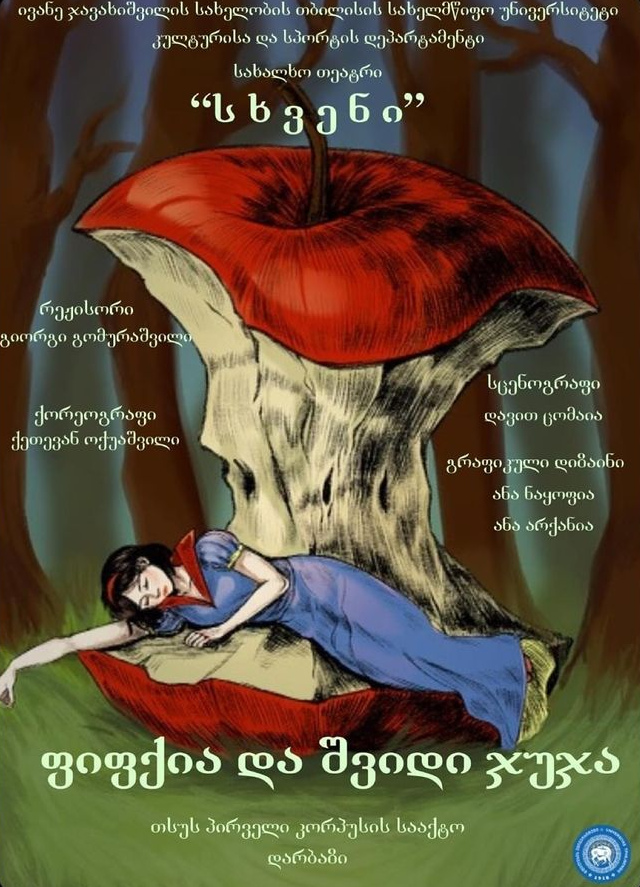 ივანე ჯავახიშვილის სახელობის თბილისის სახელმწიფო უნივერსიტეტი
კულტურისა და სპორტის დეპარტამენტი
სახალხო თეატრი
“ს ხ ვ ე ნ ი”
რეჟისორი
გიორგი გომურაშვილი
ქორეოგრაფი
ქეთევან ოქუაშვილი
სცენოგრაფი
დავით ცომაია
გრაფიკული დიზაინი
ანა ნაყოფია
ანა არქანია
ფიფქია და შვიდი ჯუჯა
თსუს პირველი კორპუსის სააქტო
დარბაზი